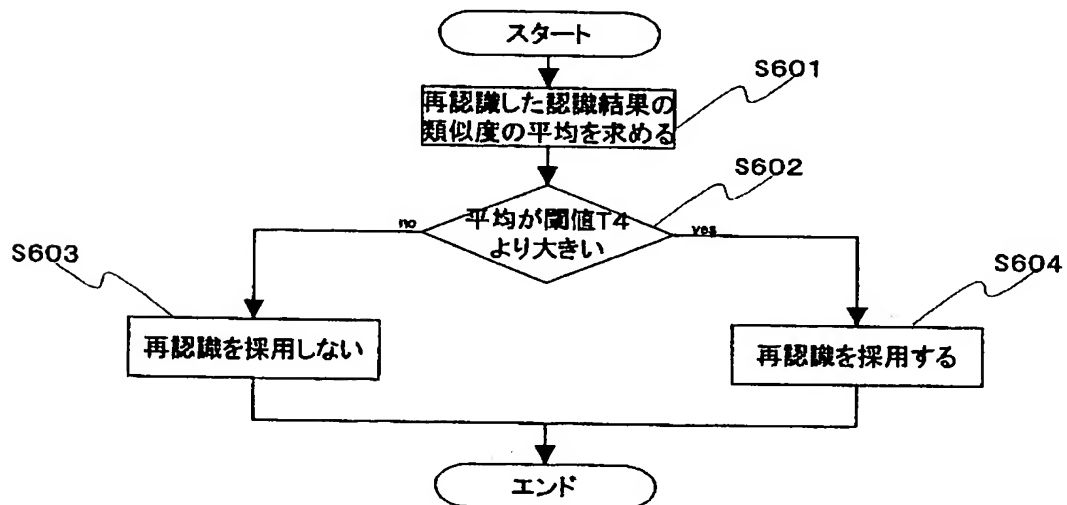 スタート
S601
再認識した認識結果の
類似度の平均を求める
S602
平均が閾値T4
より大きい
no
yes
S603
S604
再認識を採用しない
再認識を採用する
エンド